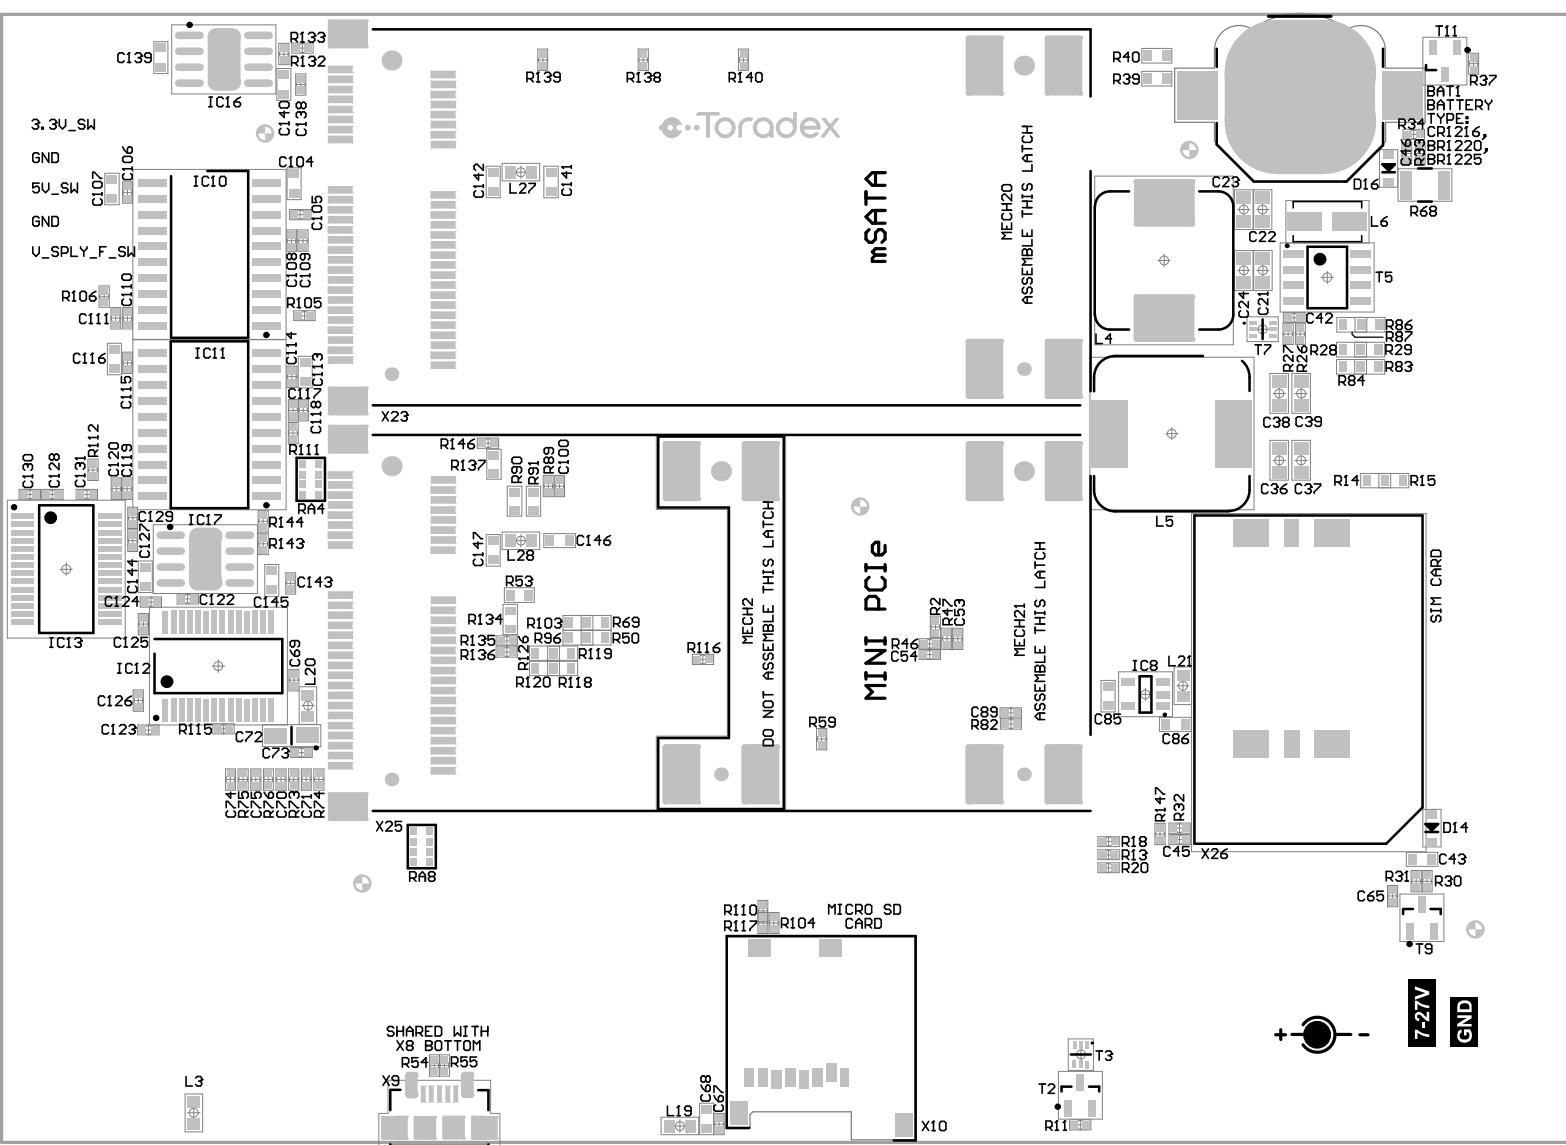 R133
R132
C139
IC16
C140
C138
R139
R138
R140
Toradex
R40
R39
T11
R37
BAT1
BATTERY
TYPE:
CR1216,
BR1220,
BR1225
R34
C46
R33
D16
R68
3.3V_SW
GND
5V_SW
GND
V_SPLY_F_SW
C106
C107
IC10
C104
C105
C108
C109
C142
L27
C141
mSATA
MECH20
ASSEMBLE THIS LATCH
C23
C22
L6
T5
C24
C21
L4
T7
C42
R27
R26
R86
R87
R28
R29
R83
R84
R106
C110
C111
R105
C116
C115
IC11
C114
C113
C117
C118
R111
X23
C38
C39
C36
C37
R14
R15
L5
C130
C128
C131
R112
C120
C119
RA4
R146
R137
R90
R91
R89
C100
C129
C127
IC17
R144
R143
C144
C124
C122
C145
C143
IC13
C125
IC12
C69
L20
C126
C123
R115
C72
C73
C147
L28
C146
R53
R134
R103
R69
R135
R96
R50
R136
R126
R119
R120
R118
R116
MECH2
DO NOT ASSEMBLE THIS LATCH
MINI PCIe
R59
R2
R47
C53
R46
C54
C89
R82
MECH21
ASSEMBLE THIS LATCH
SIM CARD
IC8
L21
C85
C86
C74
R75
C75
R76
C70
R73
C71
R74
X25
RA8
R147
R32
R18
R13
R20
C45
X26
D14
C43
R31
R30
C65
T9
R110
R117
R104
MICRO SD
CARD
7-27V
GND
+ -
SHARED WITH
X8 BOTTOM
R54
R55
X9
L3
L19
C68
C67
X10
T3
T2
R11